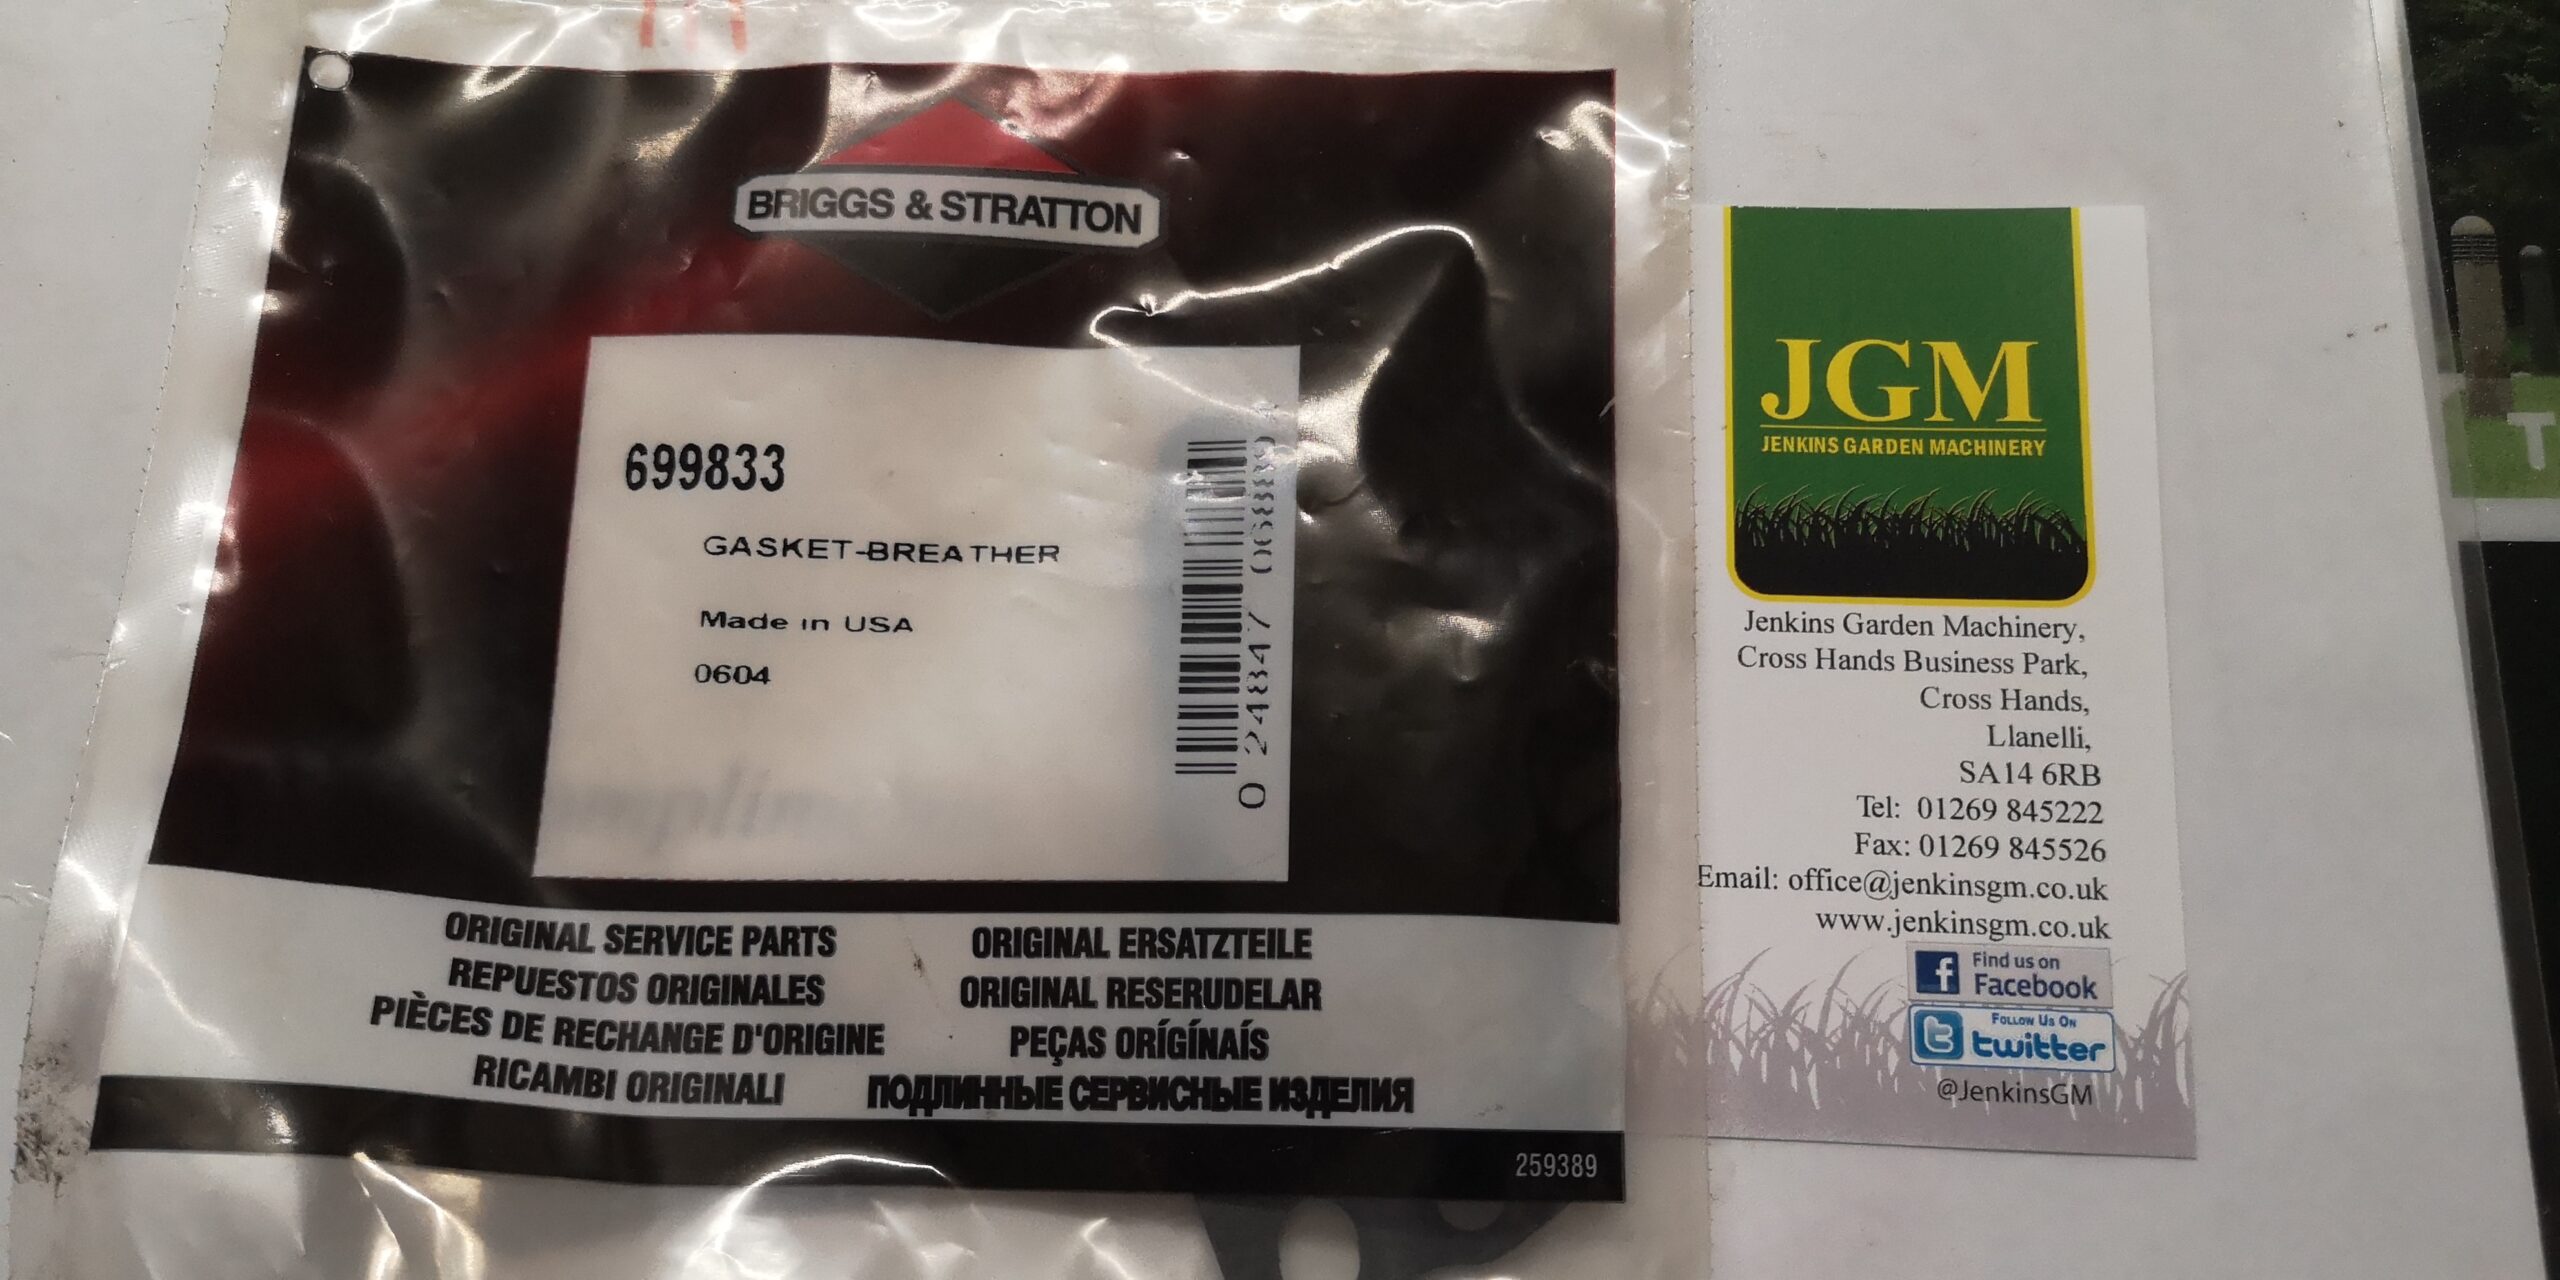 BRIGGS & STRATTON
699833
GASKET-BREATHER
Made in USA
0604
ORIGINAL SERVICE PARTS
REPUESTOS ORIGINALES
PIÈCES DE RECHANGE D'ORIGINE
RICAMBI ORIGINALI
ORIGINAL ERSATZTEILE
ORIGINAL RESERUDELAR
PEÇAS ORÍGÍNAÍS
ПОДЛИННЫЕ СЕРВИСНЫЕ ИЗДЕЛИЯ
259389
JGM
JENKINS GARDEN MACHINERY
Jenkins Garden Machinery,
Cross Hands Business Park,
Cross Hands,
Llanelli,
SA14 6RB
Tel: 01269 845222
Fax: 01269 845526
Email: office@jenkinsgm.co.uk
www.jenkinsgm.co.uk
Find us on
Facebook
Follow Us On
twitter
@JenkinsGM
T